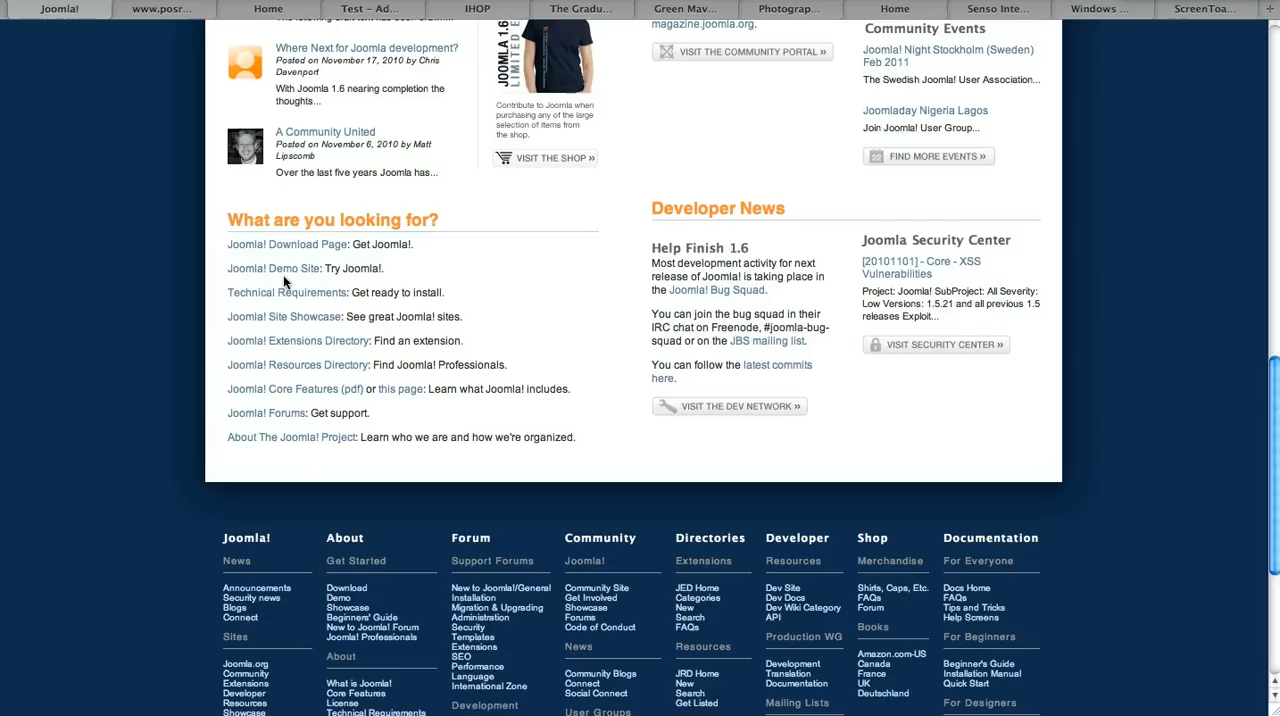 Joomla!
www.posr...
Home
Test – Ad...
IHOP
The Gradu...
Green Mav...
Photograp...
Home
Senso Inte...
Windows ...
ScreenToa...
+
Where Next for Joomla development?
Posted on November 17, 2010 by Chris
Davenport
With Joomla 1.6 nearing completion the
thoughts...
A Community United
Posted on November 6, 2010 by Matt
Lipscomb
Over the last five years Joomla has...
JOOMLA 1.6
LIMITED
Contribute to Joomla when
purchasing any of the large
selection of items from
the shop.
VISIT THE SHOP »
magazine.joomla.org.
VISIT THE COMMUNITY PORTAL »
Community Events
Joomla! Night Stockholm (Sweden)
Feb 2011
The Swedish Joomla! User Association...
Joomladay Nigeria Lagos
Join Joomla! User Group...
22 FIND MORE EVENTS »
What are you looking for?
Joomla! Download Page: Get Joomla!.
Joomla! Demo Site: Try Joomla!.
Technical Requirements: Get ready to install.
Joomla! Site Showcase: See great Joomla! sites.
Joomla! Extensions Directory: Find an extension.
Joomla! Resources Directory: Find Joomla! Professionals.
Joomla! Core Features (pdf) or this page: Learn what Joomla! includes.
Joomla! Forums: Get support.
About The Joomla! Project: Learn who we are and how we're organized.
Developer News
Help Finish 1.6
Most development activity for next
release of Joomla! is taking place in
the Joomla! Bug Squad.
You can join the bug squad in their
IRC chat on Freenode, #joomla-bug-
squad or on the JBS mailing list.
You can follow the latest commits
here.
VISIT THE DEV NETWORK »
Joomla Security Center
[20101101] - Core - XSS
Vulnerabilities
Project: Joomla! SubProject: All Severity:
Low Versions: 1.5.21 and all previous 1.5
releases Exploit...
VISIT SECURITY CENTER »
Joomla!
News
Announcements
Security news
Blogs
Connect
Sites
Joomla.org
Community
Extensions
Developer
Resources
Showcase
About
Get Started
Download
Demo
Showcase
Beginners' Guide
New to Joomla! Forum
Joomla! Professionals
About
What is Joomla!
Core Features
License
Technical Requirements
Forum
Support Forums
New to Joomla!/General
Installation
Migration & Upgrading
Administration
Security
Templates
Extensions
SEO
Performance
Language
International Zone
Development
Community
Joomla!
Community Site
Get Involved
Showcase
Forums
Code of Conduct
News
Community Blogs
Connect
Social Connect
User Groups
Directories
Extensions
JED Home
Categories
New
Search
FAQs
Resources
JRD Home
New
Search
Get Listed
Developer
Resources
Dev Site
Dev Docs
Dev Wiki Category
API
Production WG
Development
Translation
Documentation
Mailing Lists
Shop
Merchandise
Shirts, Caps, Etc.
FAQs
Forum
Books
Amazon.com-US
Canada
France
UK
Deutschland
Documentation
For Everyone
Docs Home
FAQs
Tips and Tricks
Help Screens
For Beginners
Beginner's Guide
Installation Manual
Quick Start
For Designers